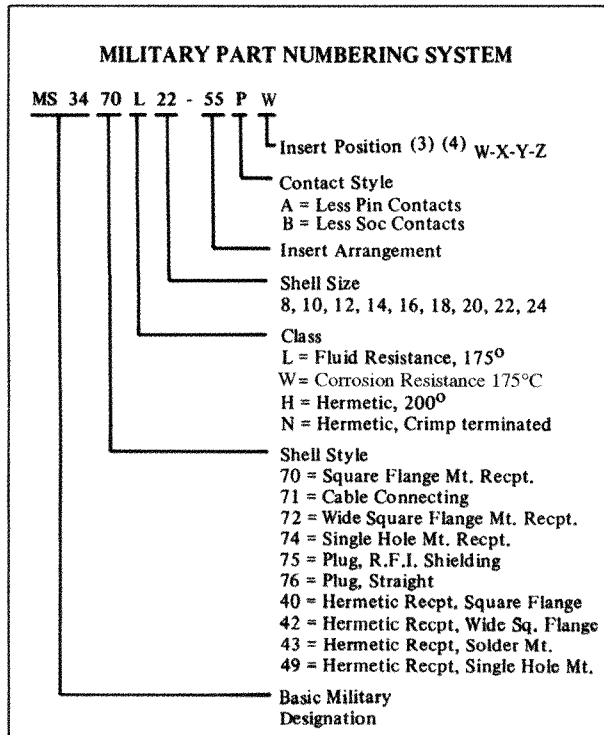 MILITARY PART NUMBERING SYSTEM
MS 34 70 L 22 - 55 P W
Insert Position (3) (4) W-X-Y-Z
Contact Style
A = Less Pin Contacts
B = Less Soc Contacts
Insert Arrangement
Shell Size
8, 10, 12, 14, 16, 18, 20, 22, 24
Class
L = Fluid Resistance, 175º
W= Corrosion Resistance 175°C
H = Hermetic, 200º
N = Hermetic, Crimp terminated
Shell Style
70 = Square Flange Mt. Recpt.
71 = Cable Connecting
72 = Wide Square Flange Mt. Recpt.
74 = Single Hole Mt. Recpt.
75 = Plug, R.F.I. Shielding
76 = Plug, Straight
40 = Hermetic Recpt, Square Flange
42 = Hermetic Recpt, Wide Sq. Flange
43 = Hermetic Recpt, Solder Mt.
49 = Hermetic Recpt, Single Hole Mt.
Basic Military
Designation